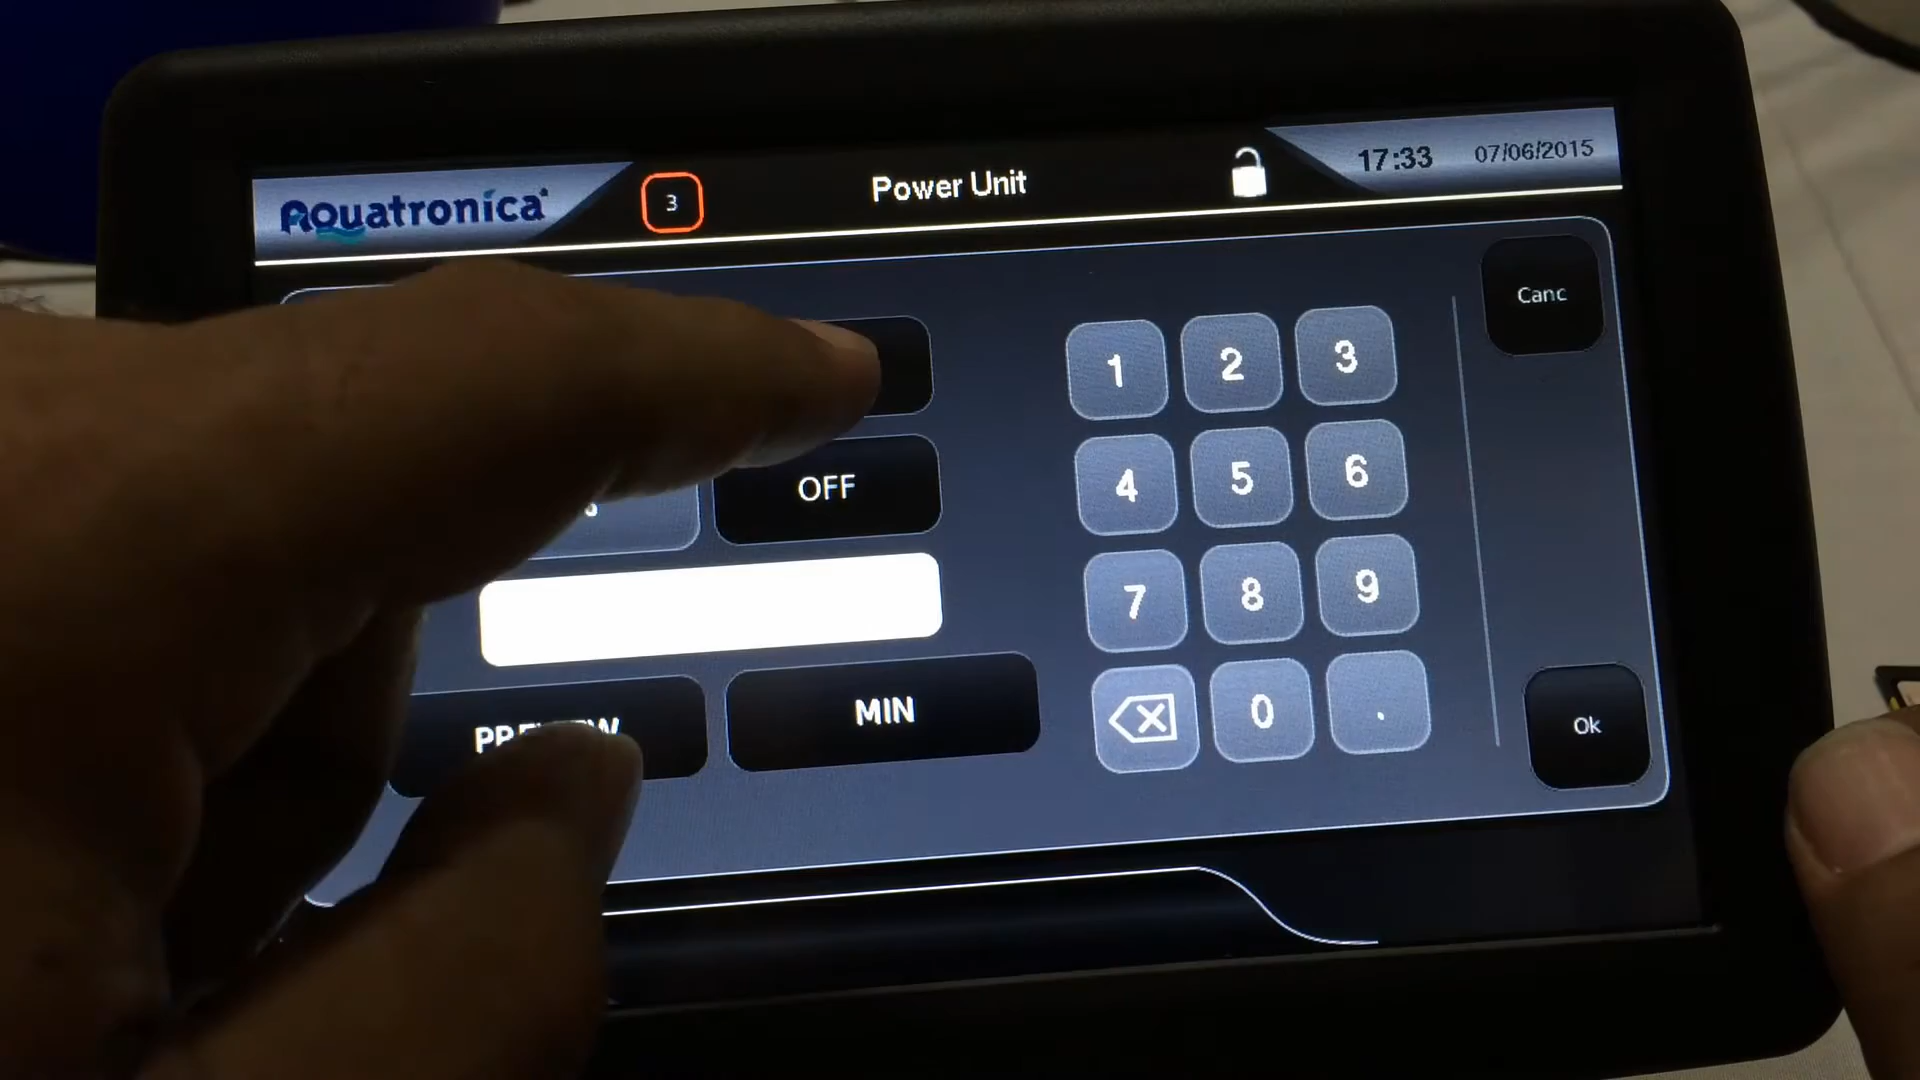 Aquatronica
3
Power Unit
17:33
07/06/2015
Canc
1 2 3
OFF
4 5 6
7 8 9
MIN
0 .
Ok